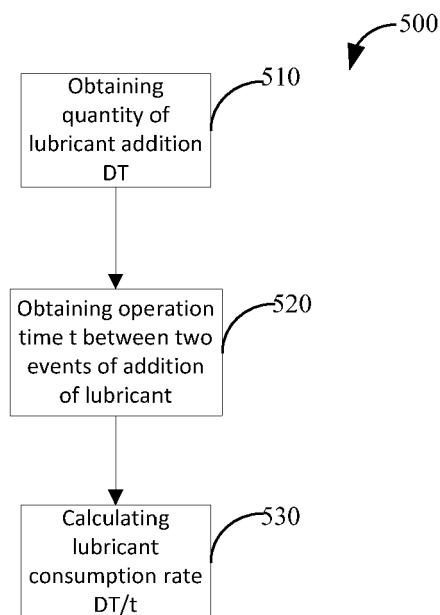 500
Obtaining
quantity of
lubricant addition
DT
510
Obtaining operation
time t between two
events of addition
of lubricant
520
Calculating
lubricant
consumption rate
DT/t
530